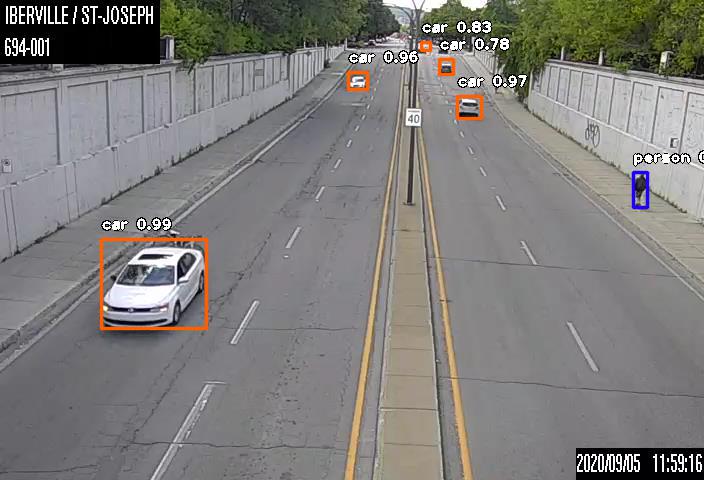 IBERVILLE / ST-JOSEPH
694-001
car 0.83
car 0.78
car 0.96
car 0.97
40
person 0
car 0.99
2020/09/05 11:59:16